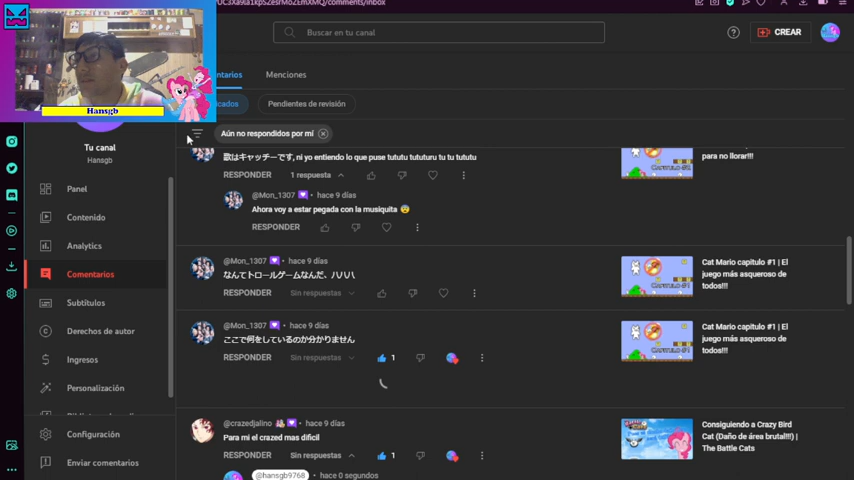 comments/inbox
Buscar en tu canal
CREAR
Menciones
Pendientes de revisión
Aún no respondidos por mí
Hansgb
Tu canal
Hansgb
Panel
Contenido
Analytics
Comentarios
Subtítulos
Derechos de autor
Ingresos
Personalización
Configuración
Enviar comentarios
歌はキャッチーです, ni yo entiendo lo que puse tututu tututuru tu tu tututu
RESPONDER 1 respuesta
@Mon_1307 hace 9 días
Ahora voy a estar pegada con la musiquita 😨
RESPONDER
para no llorar!!!
@Mon_1307 hace 9 días
なんてトロールゲームなんだ、ハハハ
RESPONDER Sin respuestas
Cat Mario capitulo #1 | El
juego más asqueroso de
todos!!!
@Mon_1307 hace 9 días
ここで何をしているのか分かりません
RESPONDER Sin respuestas 1
Cat Mario capitulo #1 | El
juego más asqueroso de
todos!!!
@crazedjalino hace 9 días
Para mi el crazed mas dificil
RESPONDER Sin respuestas 1
Consiguiendo a Crazy Bird
Cat (Daño de área brutal!!!) |
The Battle Cats
@hansgb9768 hace 0 segundos